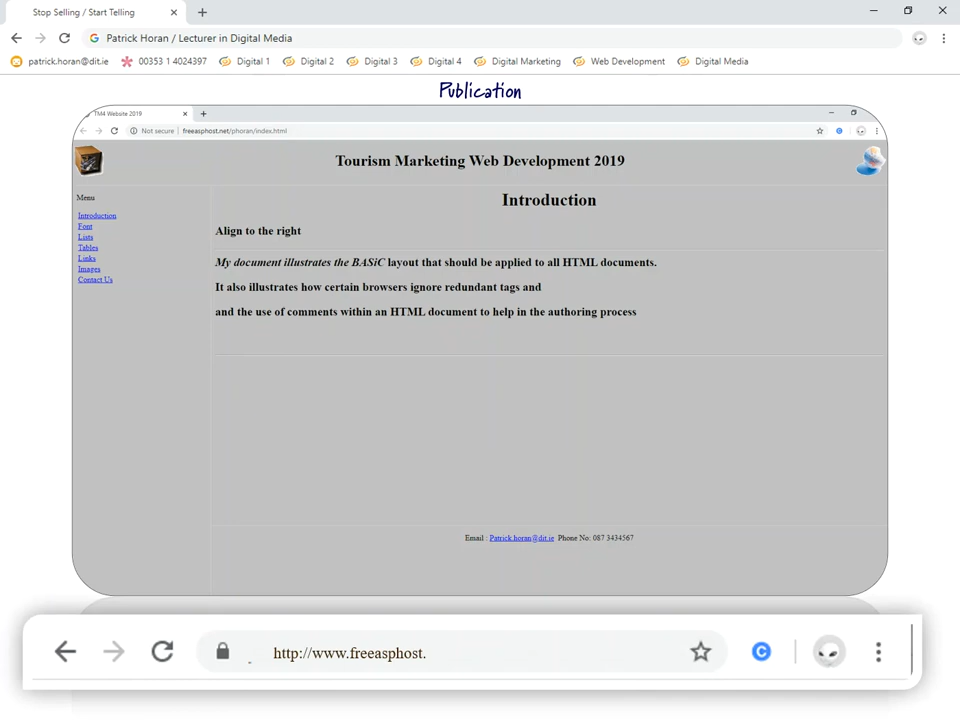 Stop Selling / Start Telling
Patrick Horan / Lecturer in Digital Media
patrick.horan@dit.ie 00353 1 4024397 Digital 1 Digital 2 Digital 3 Digital 4 Digital Marketing Web Development Digital Media
Publication
TM4 Website 2019
Not secure | freeasphost.net/phoran/index.html
Tourism Marketing Web Development 2019
Menu
Introduction
Font
Lists
Tables
Links
Images
Contact Us
Introduction
Align to the right
My document illustrates the BASiC layout that should be applied to all HTML documents.
It also illustrates how certain browsers ignore redundant tags and
and the use of comments within an HTML document to help in the authoring process
Email : Patrick.horan@dit.ie Phone No: 087 3434567
http://www.freeasphost.